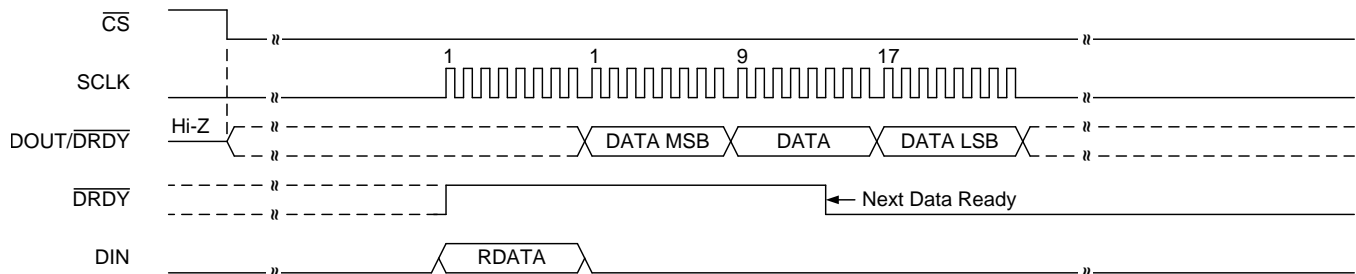 CS
1 1 9 17
SCLK
Hi-Z
DOUT/DRDY
DATA MSB DATA DATA LSB
DRDY
Next Data Ready
DIN
RDATA